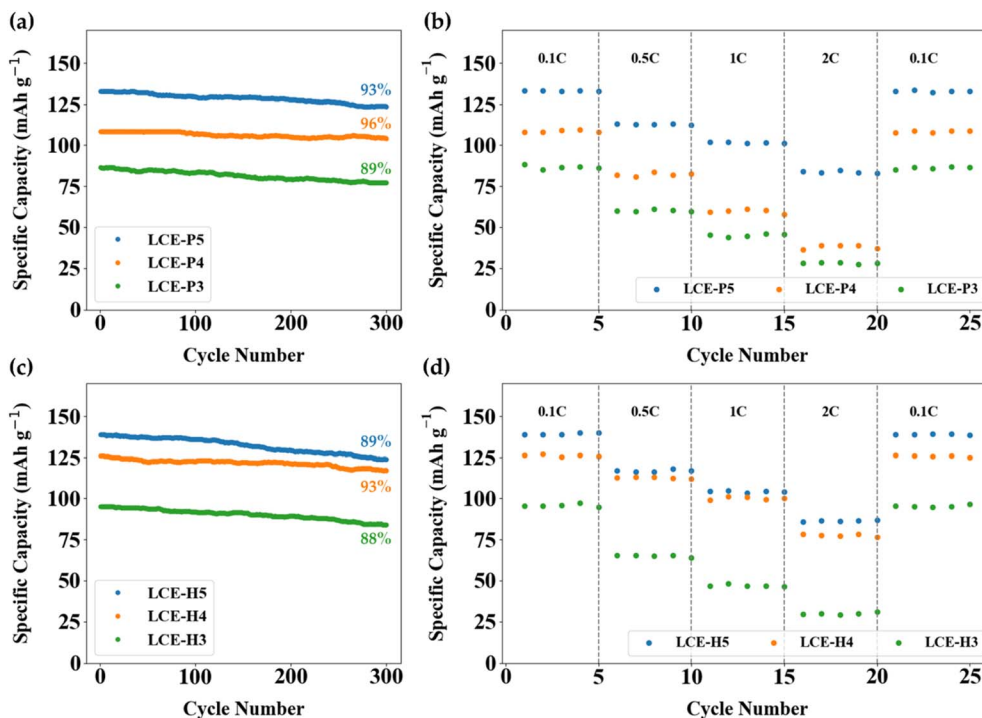 (a)
Specific Capacity (mAh g⁻¹)
150
125
100
75
50
25
0
93%
96%
89%
LCE-P5
LCE-P4
LCE-P3
0 100 200 300
Cycle Number
(b)
Specific Capacity (mAh g⁻¹)
150
125
100
75
50
25
0
0.1C 0.5C 1C 2C 0.1C
LCE-P5 LCE-P4 LCE-P3
0 5 10 15 20 25
Cycle Number
(c)
Specific Capacity (mAh g⁻¹)
150
125
100
75
50
25
0
89%
93%
88%
LCE-H5
LCE-H4
LCE-H3
0 100 200 300
Cycle Number
(d)
Specific Capacity (mAh g⁻¹)
150
125
100
75
50
25
0
0.1C 0.5C 1C 2C 0.1C
LCE-H5 LCE-H4 LCE-H3
0 5 10 15 20 25
Cycle Number